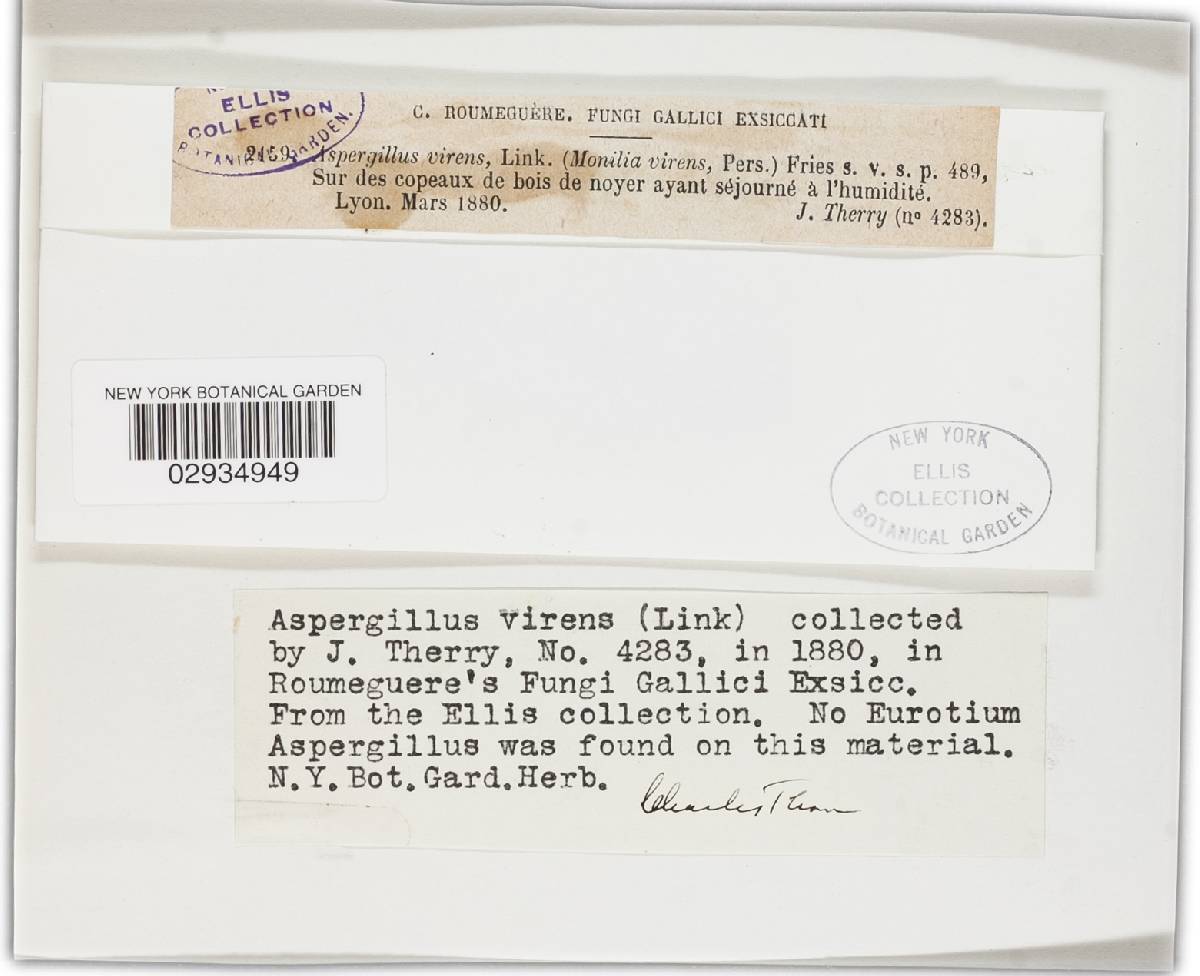 ELLIS
COLLECTION
C. ROUMEGUÈRE. FUNGI GALLICI EXSICCATI
Aspergillus virens, Link. (Monilia virens, Pers.) Fries s. v. s. p. 489,
Sur des copeaux de bois de noyer ayant séjourné à l'humidité.
Lyon. Mars 1880.
J. Therry (nº 4283).
NEW YORK BOTANICAL GARDEN
02934949
NEW YORK
ELLIS
COLLECTION
BOTANICAL GARDEN
Aspergillus virens (Link) collected
by J. Therry, No. 4283, in 1880, in
Roumeguere's Fungi Gallici Exsicc.
From the Ellis collection. No Eurotium
Aspergillus was found on this material.
N.Y.Bot.Gard.Herb.
Charles Thom